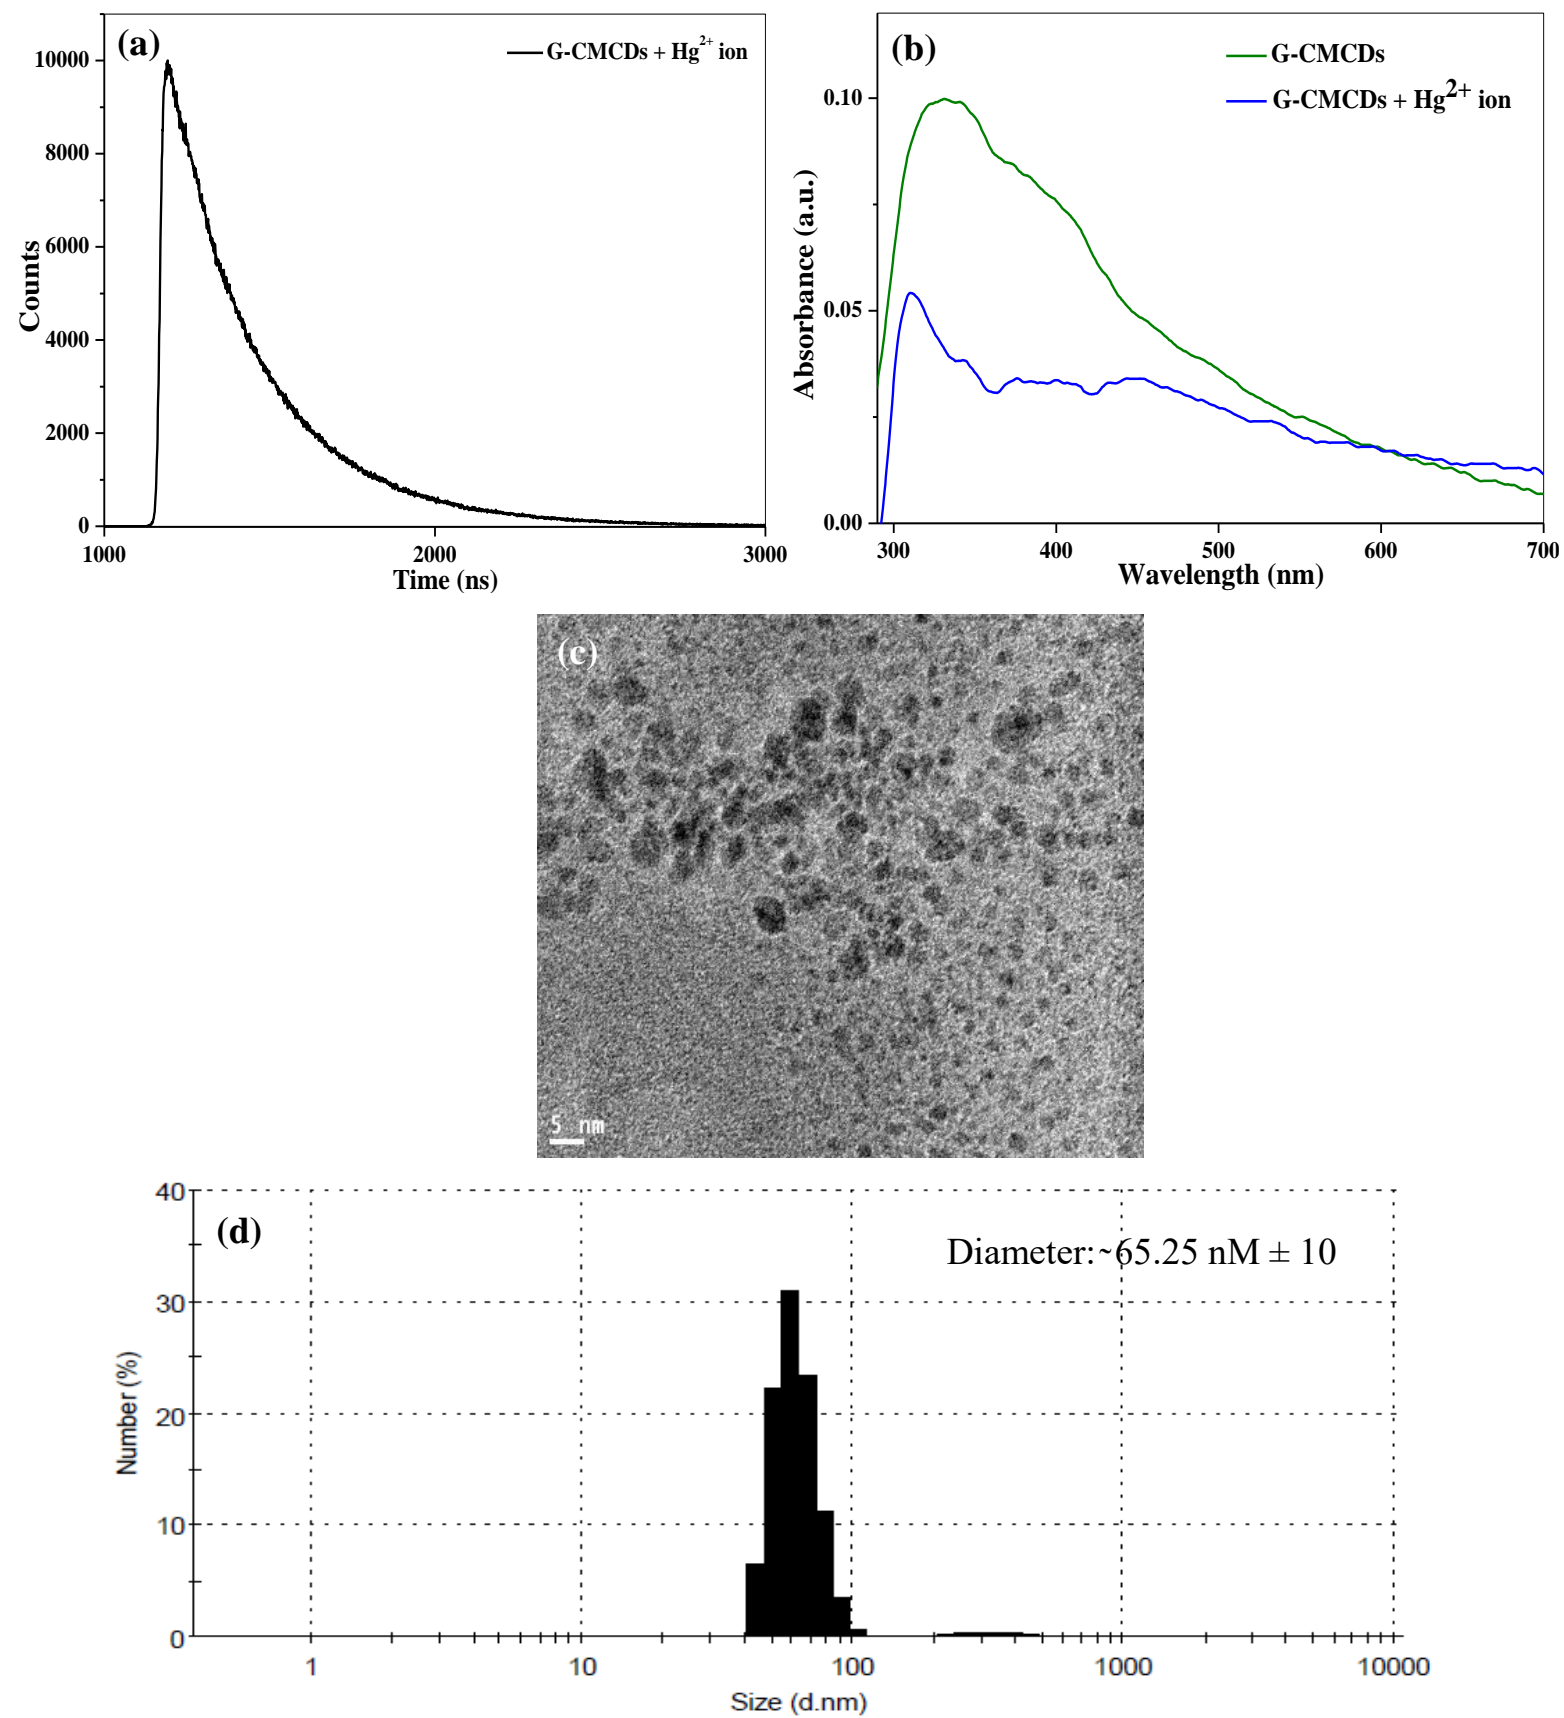 (a)
G-CMCDs + Hg2+ ion
10000
8000
6000
4000
2000
0
Counts
1000
2000
3000
Time (ns)
(b)
G-CMCDs
G-CMCDs + Hg2+ ion
0.10
0.05
0.00
Absorbance (a.u.)
300
400
500
600
700
Wavelength (nm)
(c)
5 nm
(d)
Diameter:~65.25 nM ± 10
40
30
20
10
0
Number (%)
1
10
100
1000
10000
Size (d.nm)